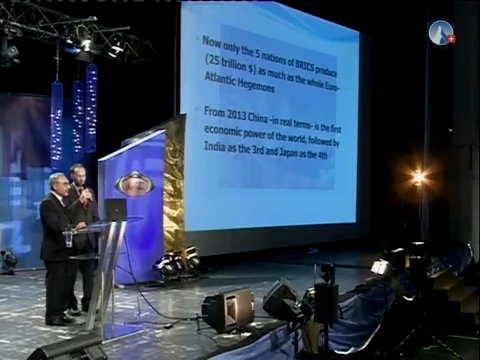 Now only the 5 nations of BRICS produce
(25 trillion $) as much as the whole Euro-
Atlantic Hegemons
From 2013 China -in real terms- is the first
economic power of the world, followed by
India as the 3rd and Japan as the 4th